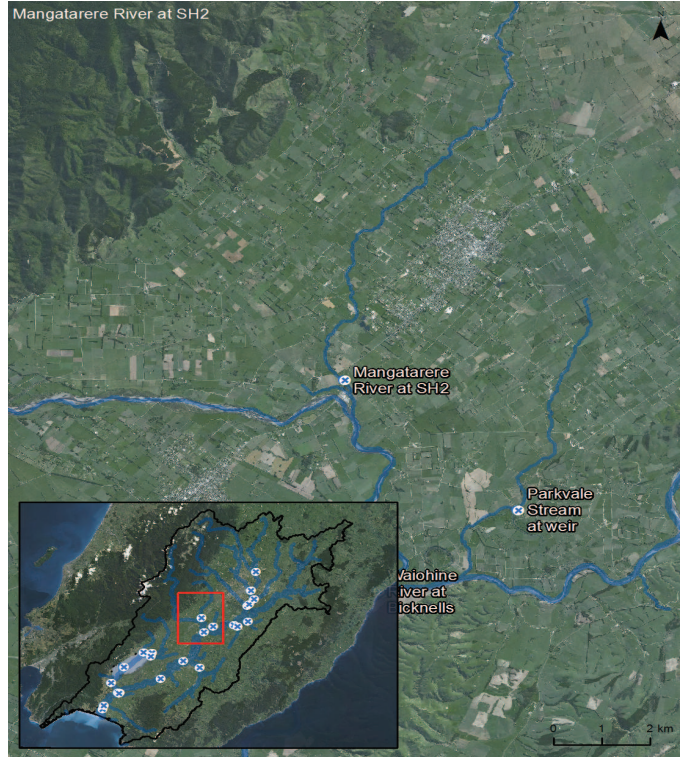 Mangatarere River at SH2
N
Mangatarere
River at SH2
Parkvale
Stream
at weir
Waiohine
River at
Bicknells
0 1 2 km